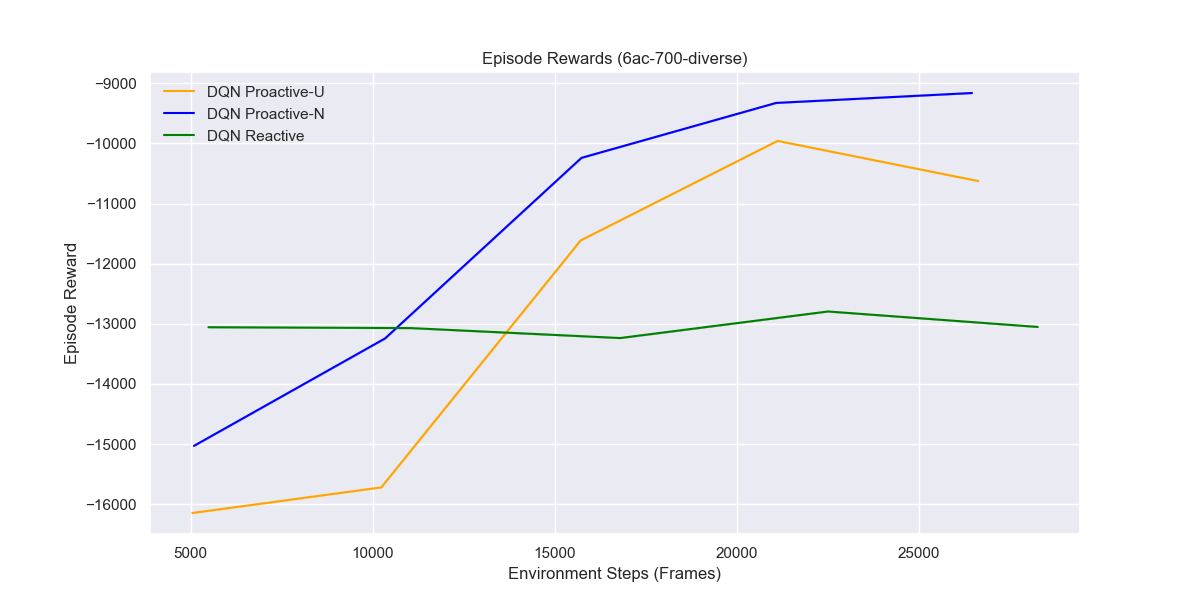 Episode Rewards (6ac-700-diverse)
DQN Proactive-U
DQN Proactive-N
DQN Reactive
Episode Reward
−9000
−10000
−11000
−12000
−13000
−14000
−15000
−16000
5000 10000 15000 20000 25000
Environment Steps (Frames)